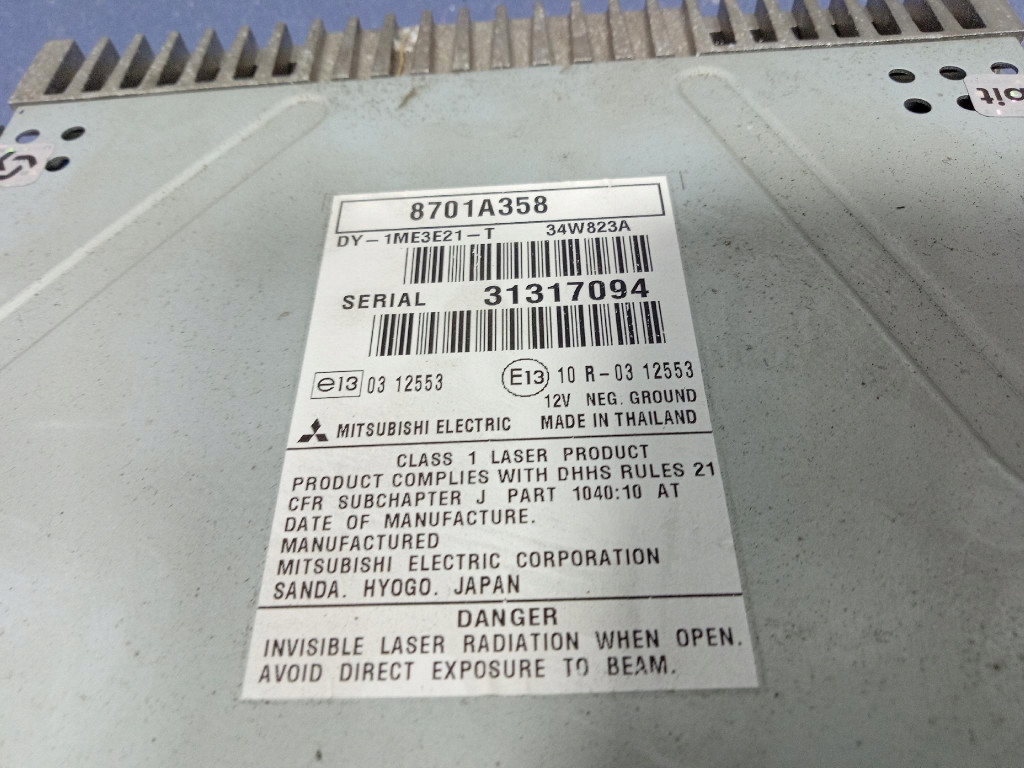 8701A358
DY-1ME3E21-T 34W823A
SERIAL 31317094
e13 03 12553 E13 10 R-03 12553
12V NEG. GROUND
MITSUBISHI ELECTRIC MADE IN THAILAND
CLASS 1 LASER PRODUCT
PRODUCT COMPLIES WITH DHHS RULES 21
CFR SUBCHAPTER J PART 1040:10 AT
DATE OF MANUFACTURE.
MANUFACTURED
MITSUBISHI ELECTRIC CORPORATION
SANDA. HYOGO. JAPAN
DANGER
INVISIBLE LASER RADIATION WHEN OPEN.
AVOID DIRECT EXPOSURE TO BEAM.